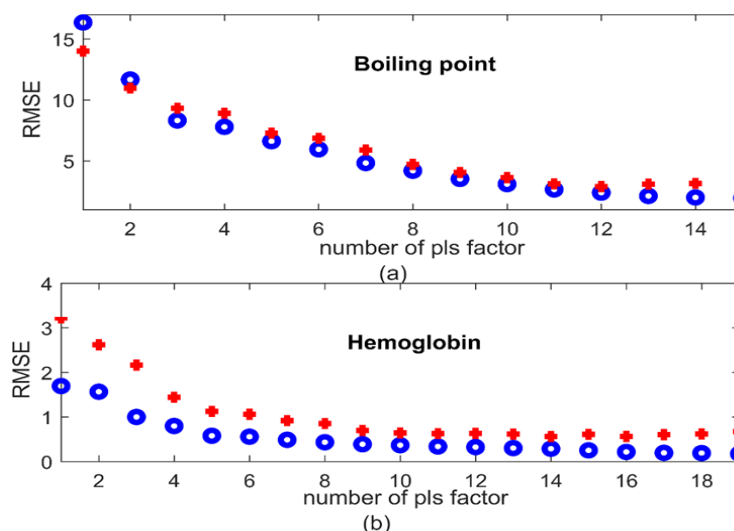 15
10
5
RMSE
Boiling point
2 4 6 8 10 12 14
number of pls factor
(a)
4
3
2
1
0
RMSE
Hemoglobin
2 4 6 8 10 12 14 16 18
number of pls factor
(b)